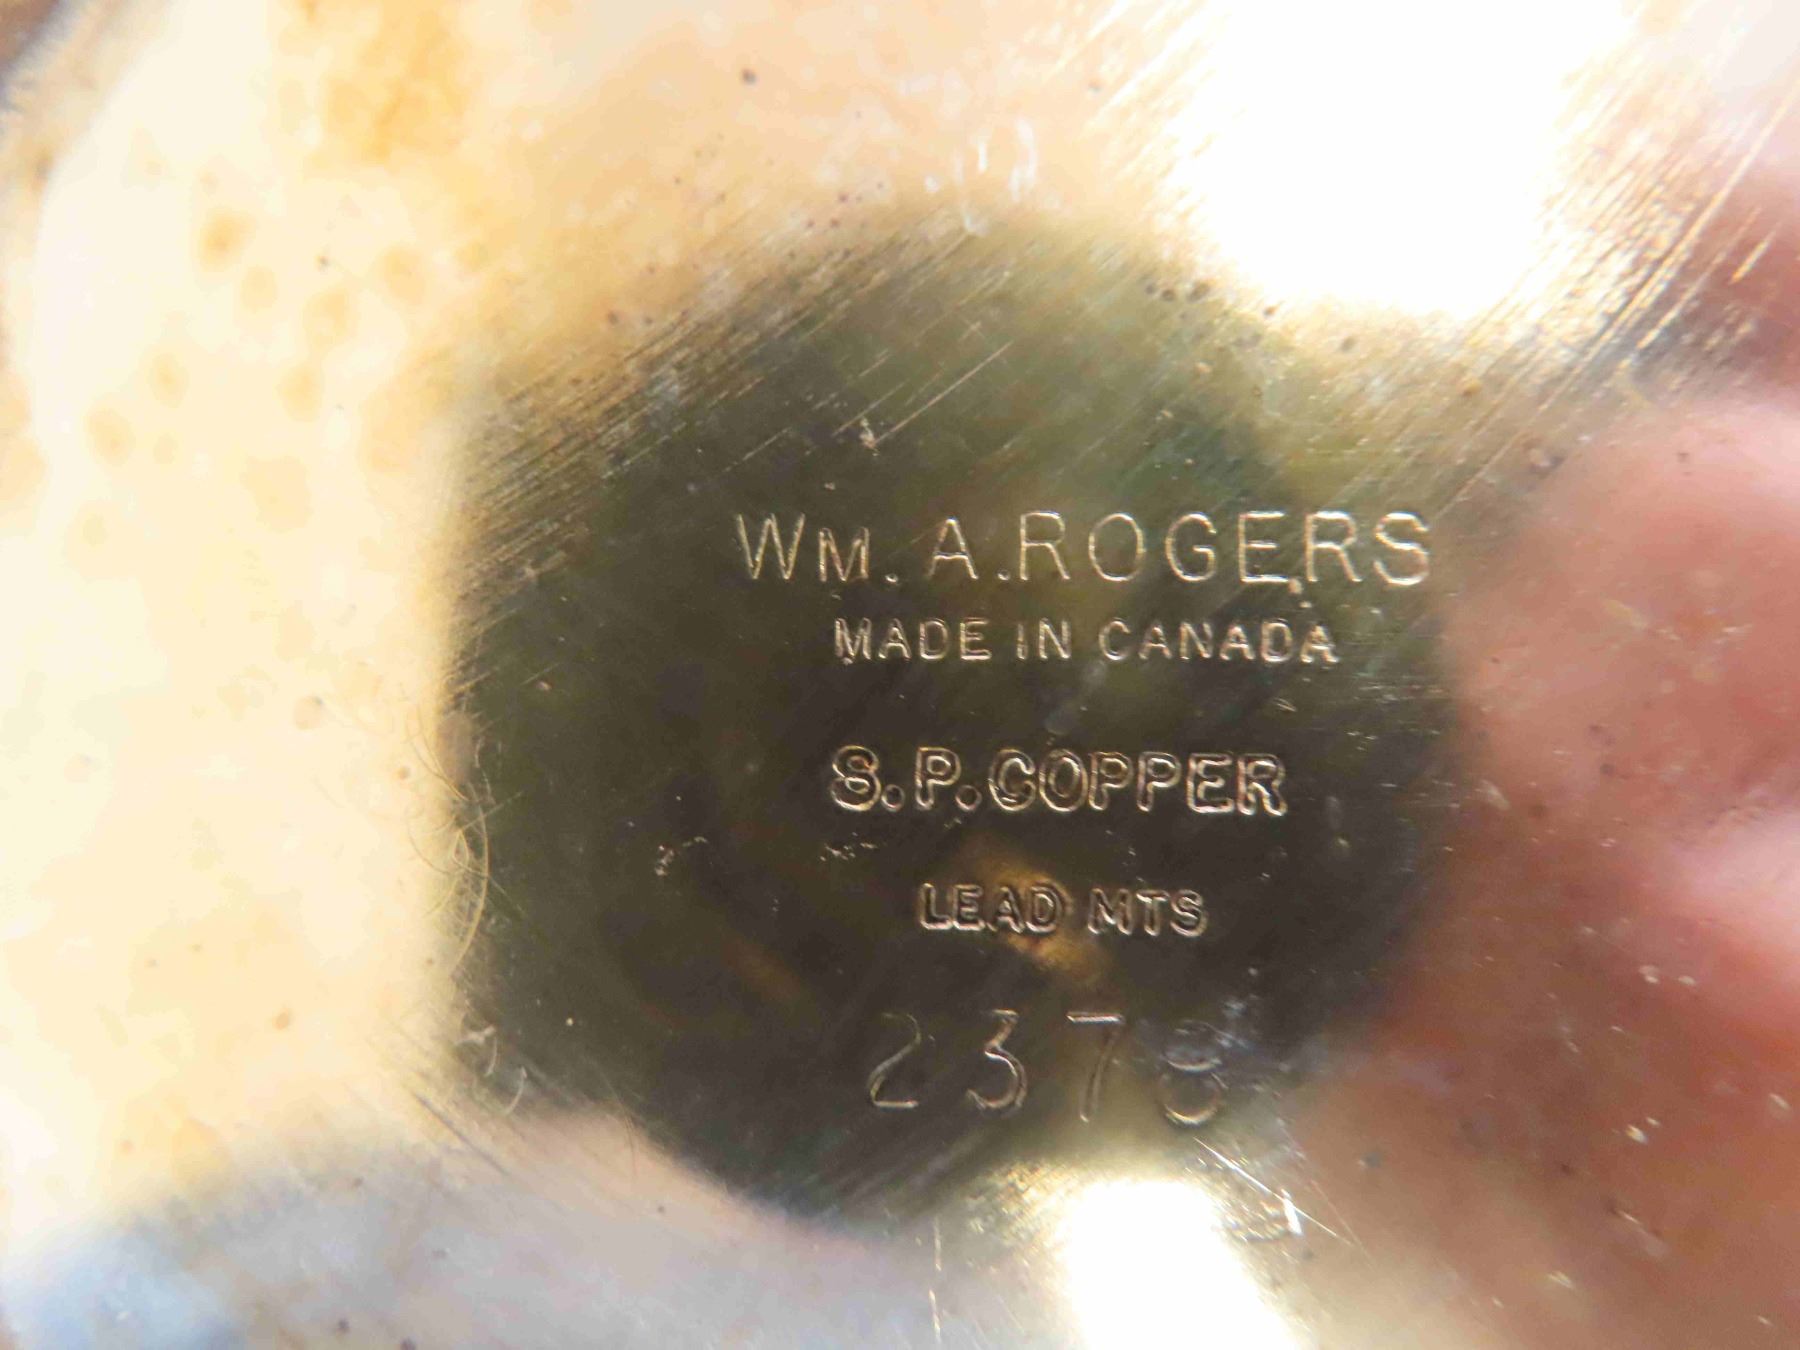 WM. A. ROGERS
MADE IN CANADA
S.P. COPPER
LEAD MTS
2378